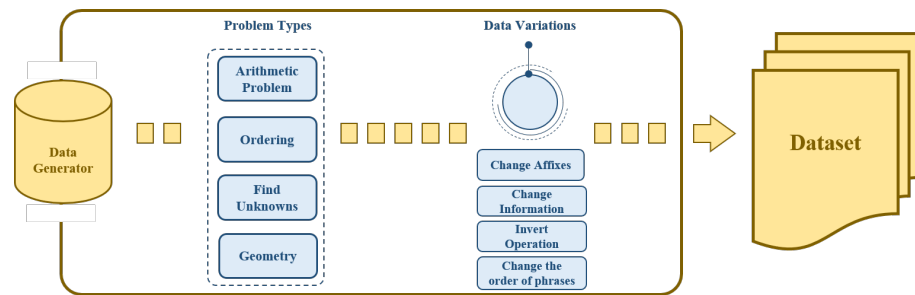 Problem Types
Data Variations
Data
Generator
Arithmetic
Problem
Ordering
Find
Unknowns
Geometry
Change Affixes
Change
Information
Invert
Operation
Change the
order of phrases
Dataset